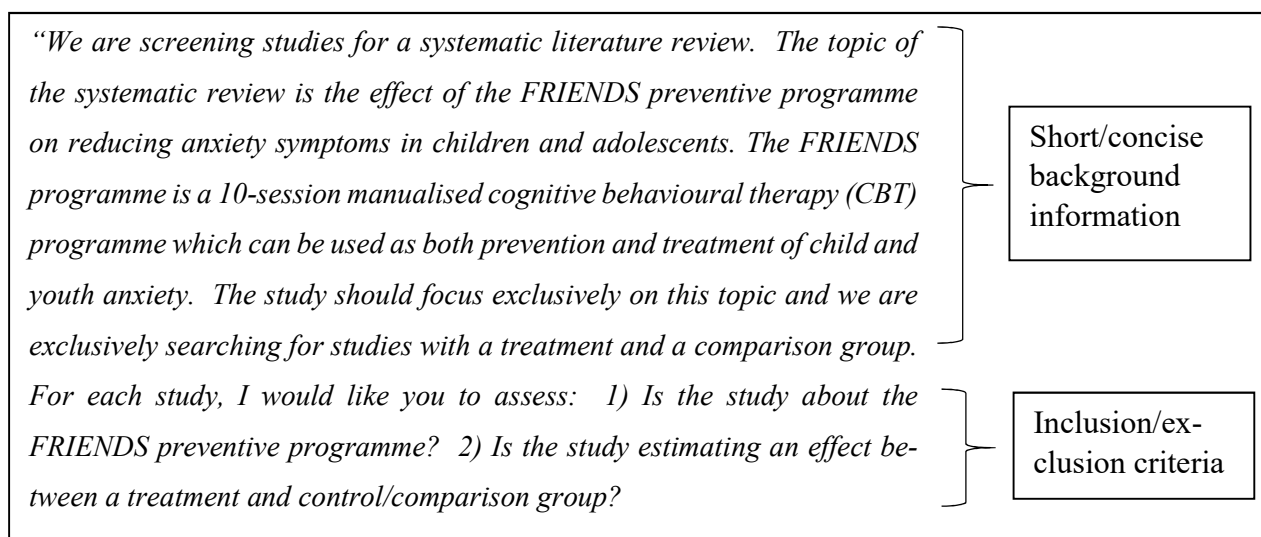 “We are screening studies for a systematic literature review. The topic of
the systematic review is the effect of the FRIENDS preventive programme
on reducing anxiety symptoms in children and adolescents. The FRIENDS
programme is a 10-session manualised cognitive behavioural therapy (CBT)
programme which can be used as both prevention and treatment of child and
youth anxiety. The study should focus exclusively on this topic and we are
exclusively searching for studies with a treatment and a comparison group.
For each study, I would like you to assess: 1) Is the study about the
FRIENDS preventive programme? 2) Is the study estimating an effect be-
tween a treatment and control/comparison group?
Short/concise
background
information
Inclusion/ex-
clusion criteria